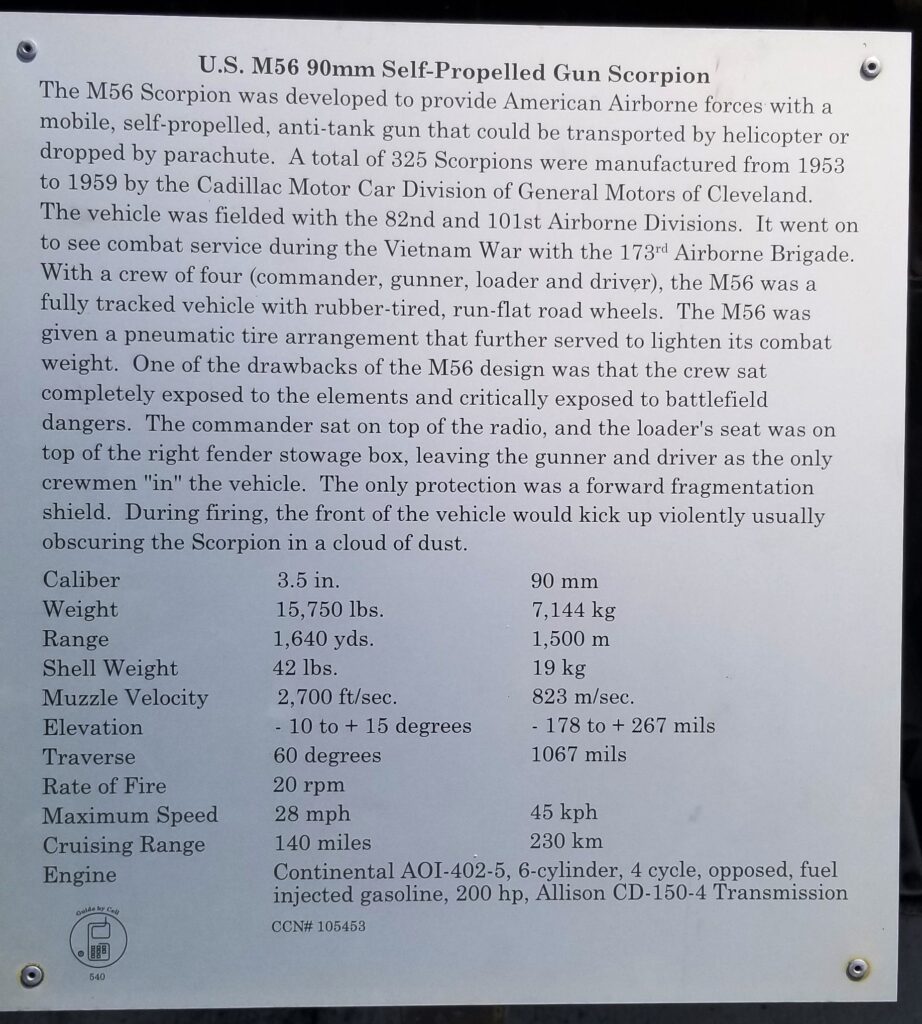 U.S. M56 90mm Self-Propelled Gun Scorpion
The M56 Scorpion was developed to provide American Airborne forces with a
mobile, self-propelled, anti-tank gun that could be transported by helicopter or
dropped by parachute.  A total of 325 Scorpions were manufactured from 1953
to 1959 by the Cadillac Motor Car Division of General Motors of Cleveland.
The vehicle was fielded with the 82nd and 101st Airborne Divisions.  It went on
to see combat service during the Vietnam War with the 173rd Airborne Brigade.
With a crew of four (commander, gunner, loader and driver), the M56 was a
fully tracked vehicle with rubber-tired, run-flat road wheels.  The M56 was
given a pneumatic tire arrangement that further served to lighten its combat
weight.  One of the drawbacks of the M56 design was that the crew sat
completely exposed to the elements and critically exposed to battlefield
dangers.  The commander sat on top of the radio, and the loader's seat was on
top of the right fender stowage box, leaving the gunner and driver as the only
crewmen "in" the vehicle.  The only protection was a forward fragmentation
shield.  During firing, the front of the vehicle would kick up violently usually
obscuring the Scorpion in a cloud of dust.
Caliber 3.5 in. 90 mm
Weight 15,750 lbs. 7,144 kg
Range 1,640 yds. 1,500 m
Shell Weight 42 lbs. 19 kg
Muzzle Velocity 2,700 ft/sec. 823 m/sec.
Elevation - 10 to + 15 degrees - 178 to + 267 mils
Traverse 60 degrees 1067 mils
Rate of Fire 20 rpm
Maximum Speed 28 mph 45 kph
Cruising Range 140 miles 230 km
Engine Continental AOI-402-5, 6-cylinder, 4 cycle, opposed, fuel
injected gasoline, 200 hp, Allison CD-150-4 Transmission
CCN# 105453
Guide by Cell
540